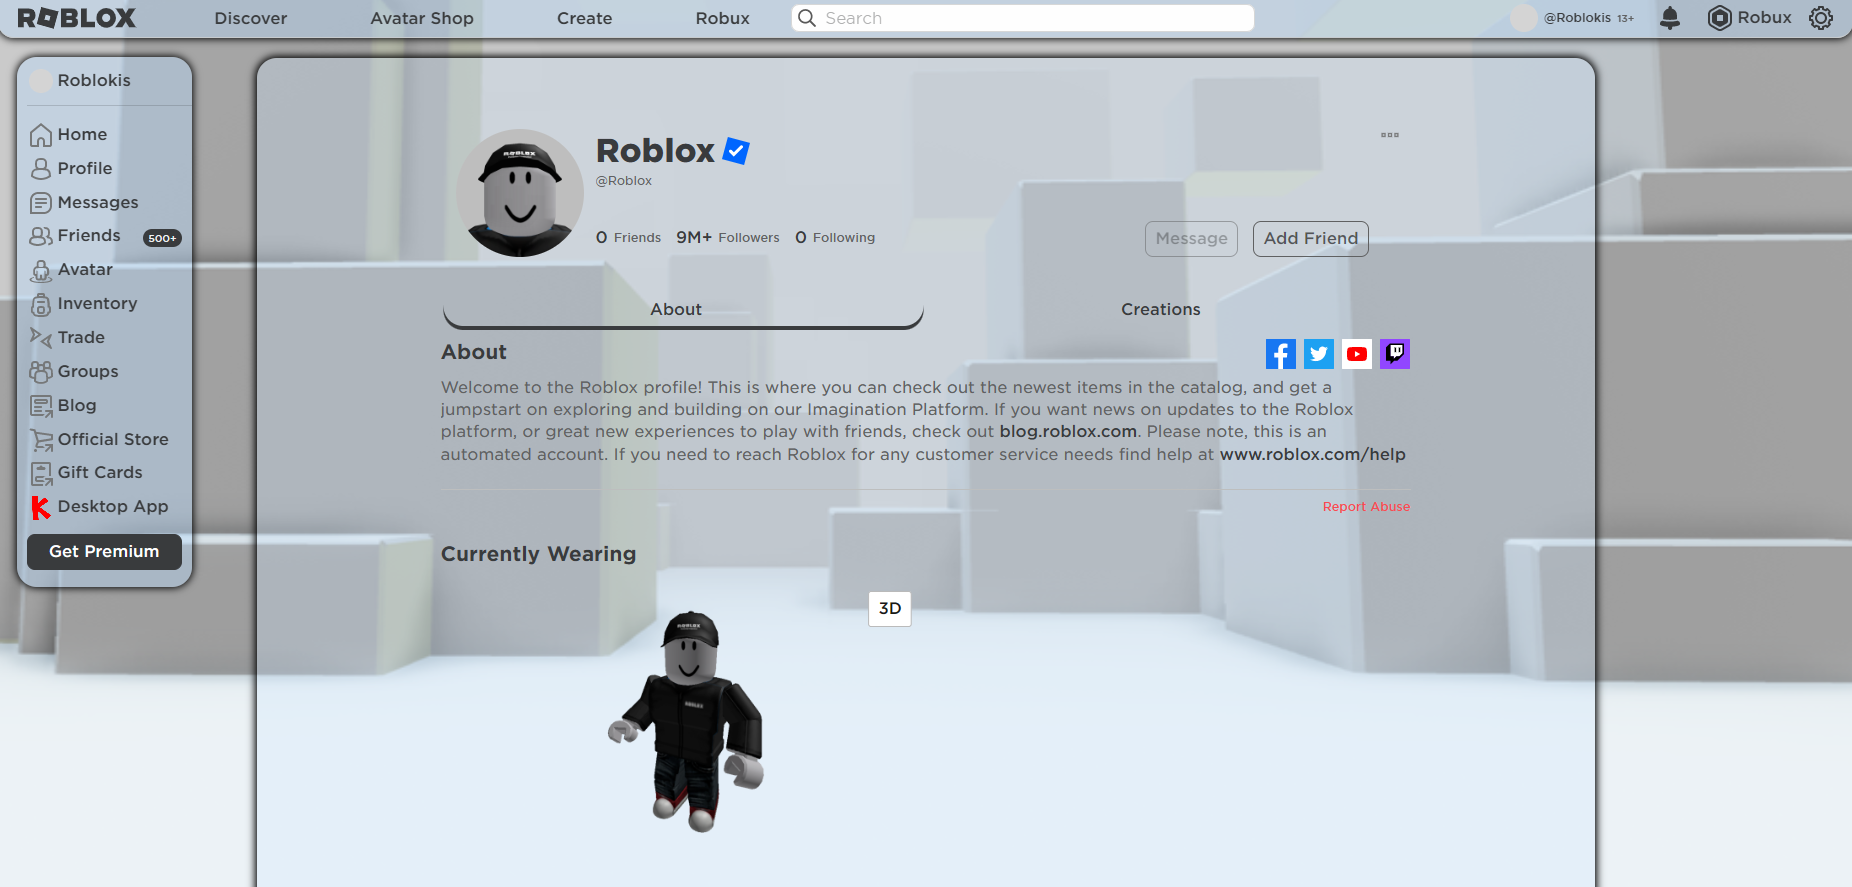 ROBLOX Discover Avatar Shop Create Robux Search @Roblokis 13+ Robux
Roblokis
Home
Profile
Messages
Friends 500+
Avatar
Inventory
Trade
Groups
Blog
Official Store
Gift Cards
Desktop App
Get Premium
ROBLOX
Roblox
@Roblox
0 Friends 9M+ Followers 0 Following
Message Add Friend
About Creations
About
Welcome to the Roblox profile! This is where you can check out the newest items in the catalog, and get a
jumpstart on exploring and building on our Imagination Platform. If you want news on updates to the Roblox
platform, or great new experiences to play with friends, check out blog.roblox.com. Please note, this is an
automated account. If you need to reach Roblox for any customer service needs find help at www.roblox.com/help
Report Abuse
Currently Wearing
3D
ROBLOX
ROBLOX